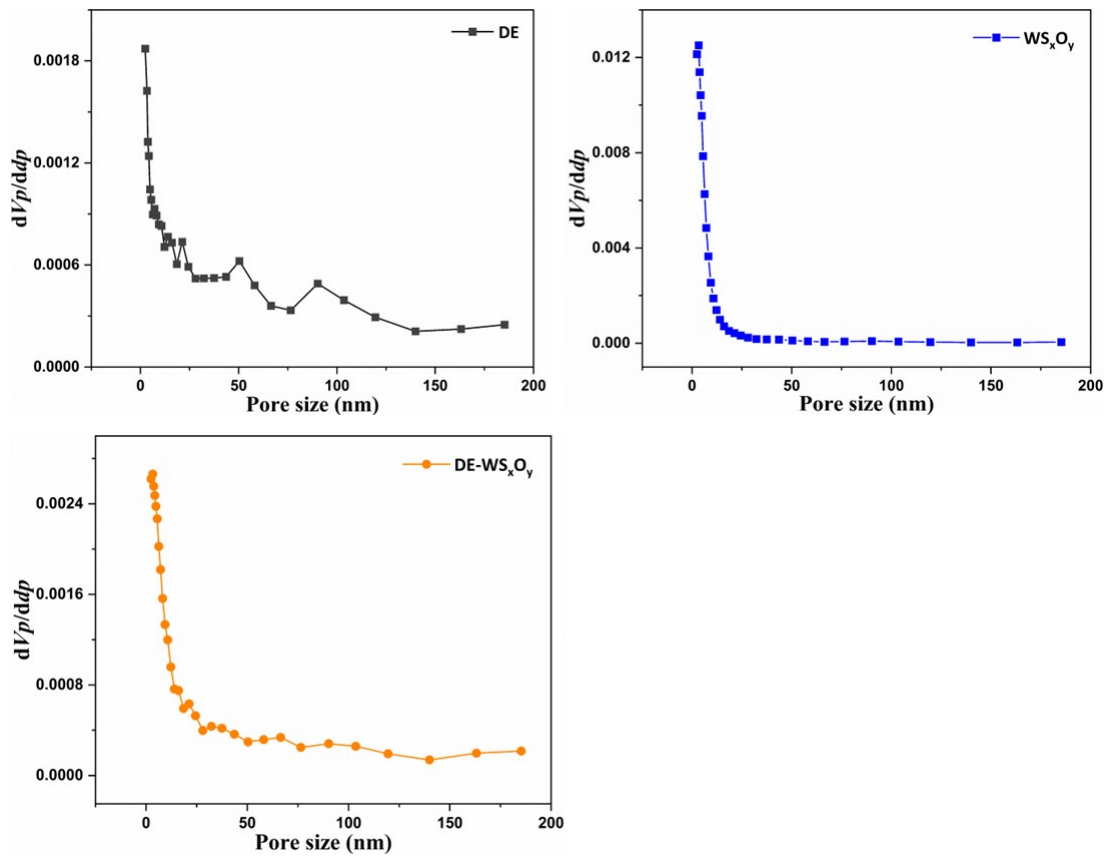 DE
0.0018
0.0012
0.0006
0.0000
dVp/ddp
0 50 100 150 200
Pore size (nm)
WSxOy
0.012
0.008
0.004
0.000
dVp/ddp
0 50 100 150 200
Pore size (nm)
DE-WSxOy
0.0024
0.0016
0.0008
0.0000
dVp/ddp
0 50 100 150 200
Pore size (nm)